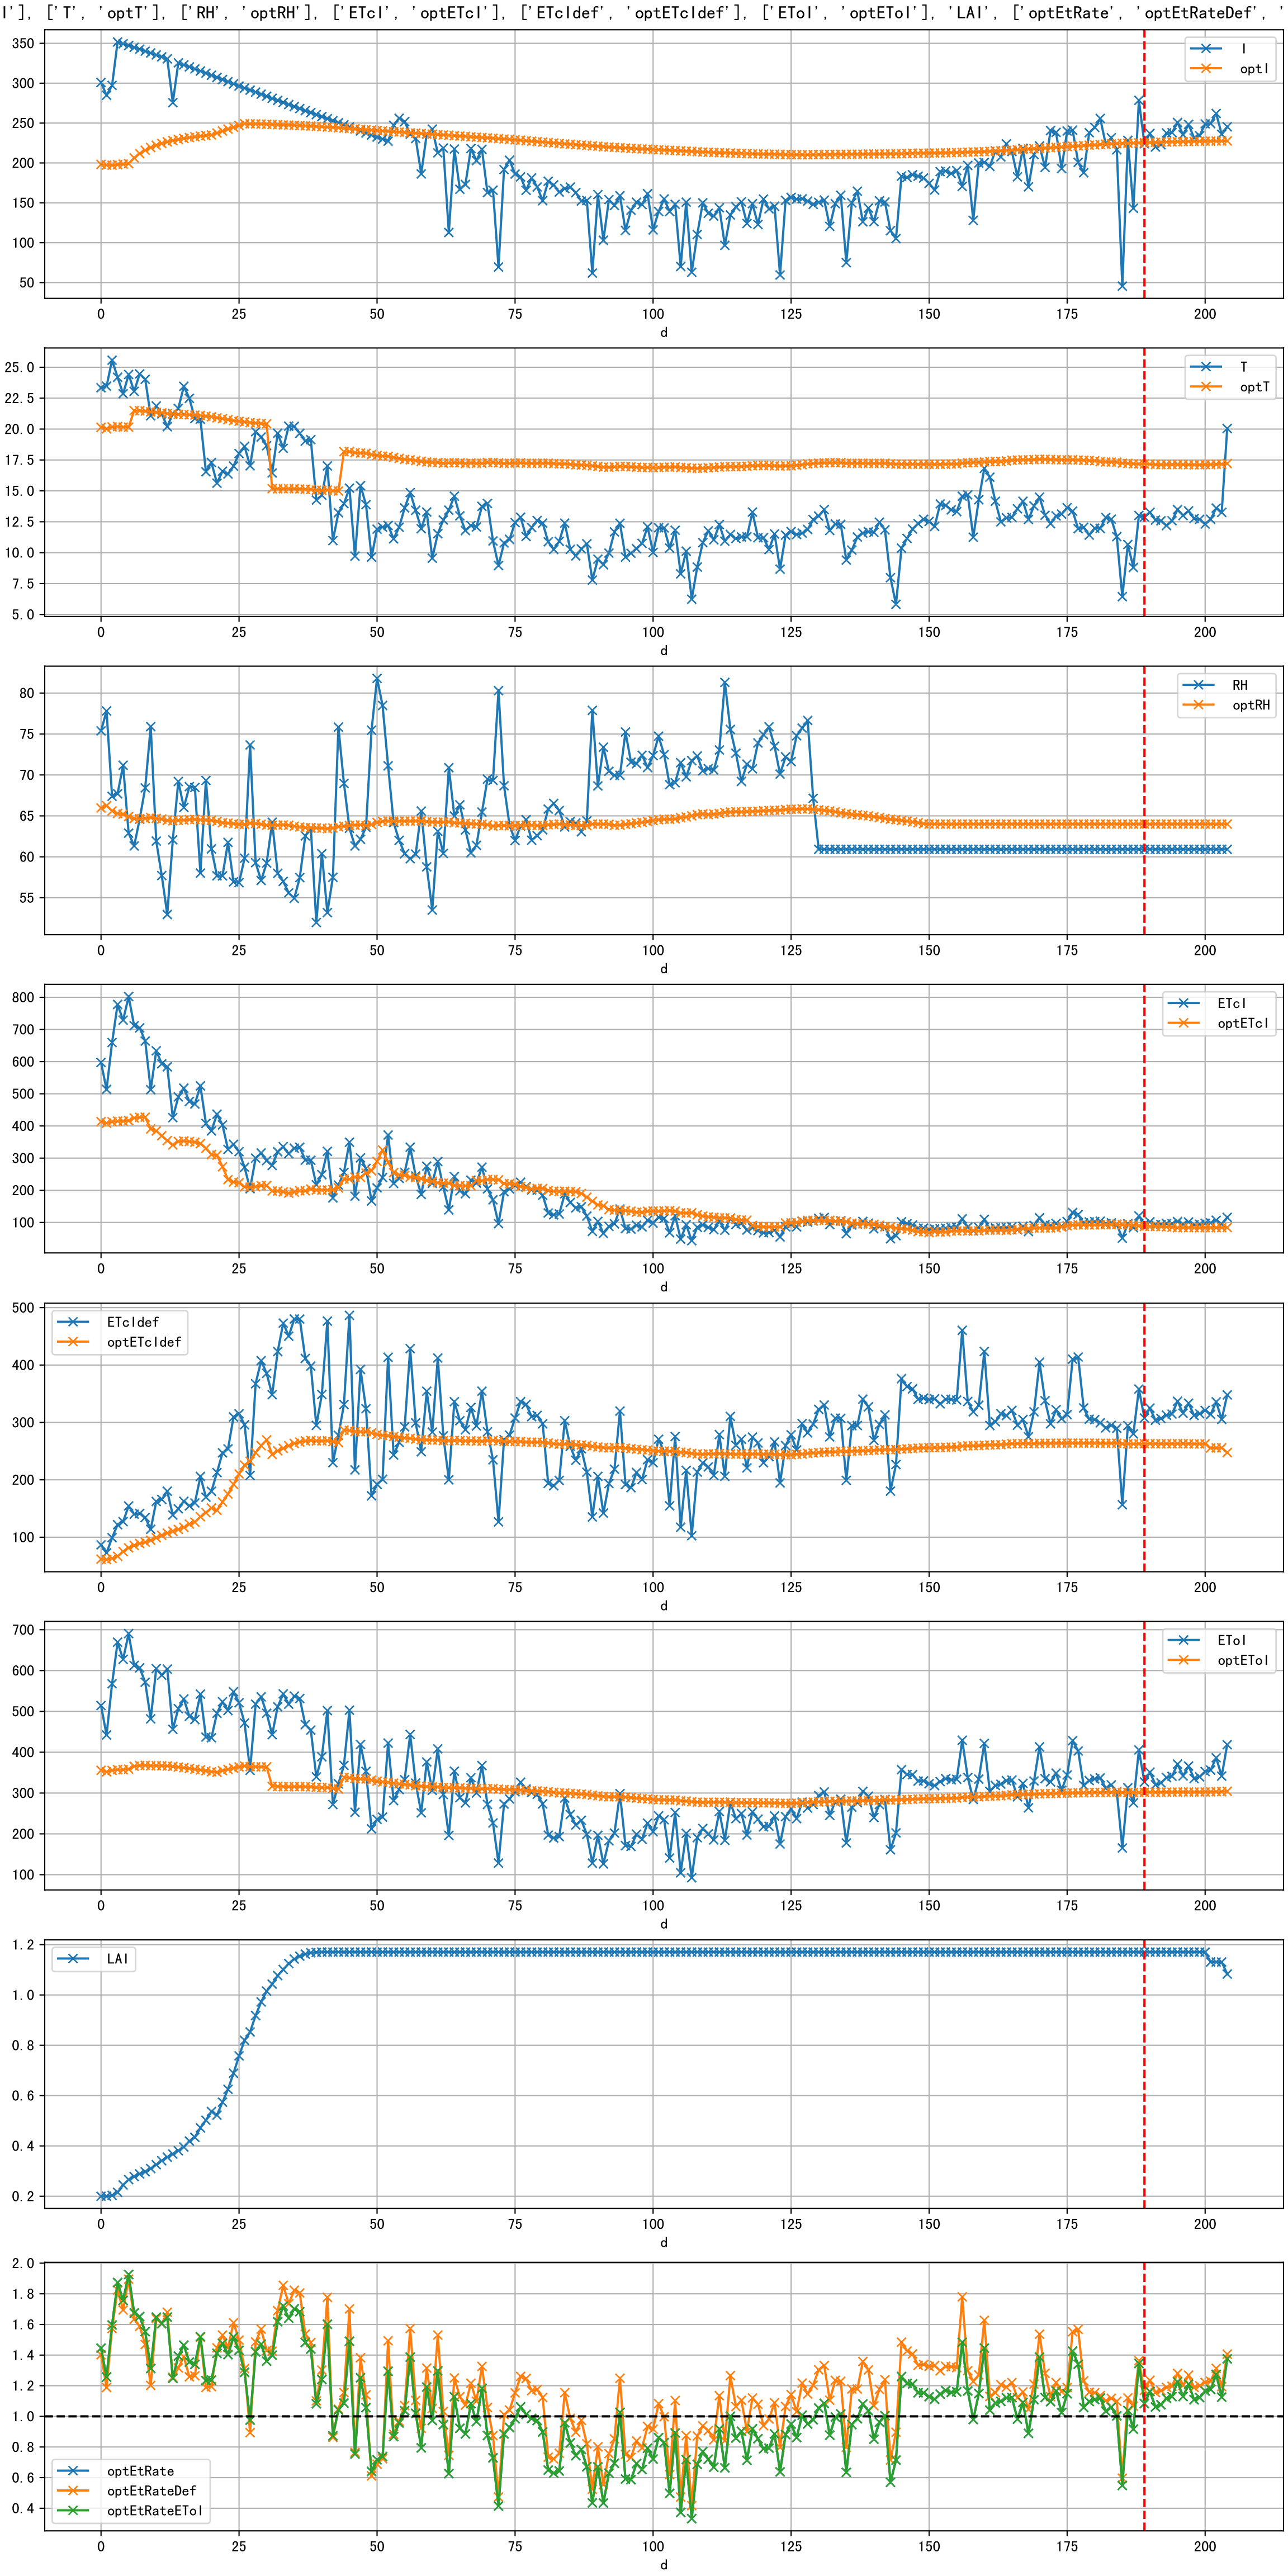 I'], ['T', 'optT'], ['RH', 'optRH'], ['ETcI', 'optETcI'], ['ETcIdef', 'optETcIdef'], ['EToI', 'optEToI'], 'LAI', ['optEtRate', 'optEtRateDef', '
350
300
250
200
150
100
50
I
optI
0 25 50 75 100 125 150 175 200
d
25.0
22.5
20.0
17.5
15.0
12.5
10.0
7.5
5.0
T
optT
0 25 50 75 100 125 150 175 200
d
80
75
70
65
60
55
RH
optRH
0 25 50 75 100 125 150 175 200
d
800
700
600
500
400
300
200
100
ETcI
optETcI
0 25 50 75 100 125 150 175 200
d
500
400
300
200
100
ETcIdef
optETcIdef
0 25 50 75 100 125 150 175 200
d
700
600
500
400
300
200
100
EToI
optEToI
0 25 50 75 100 125 150 175 200
d
1.2
1.0
0.8
0.6
0.4
0.2
LAI
0 25 50 75 100 125 150 175 200
d
2.0
1.8
1.6
1.4
1.2
1.0
0.8
0.6
0.4
optEtRate
optEtRateDef
optEtRateEToI
0 25 50 75 100 125 150 175 200
d